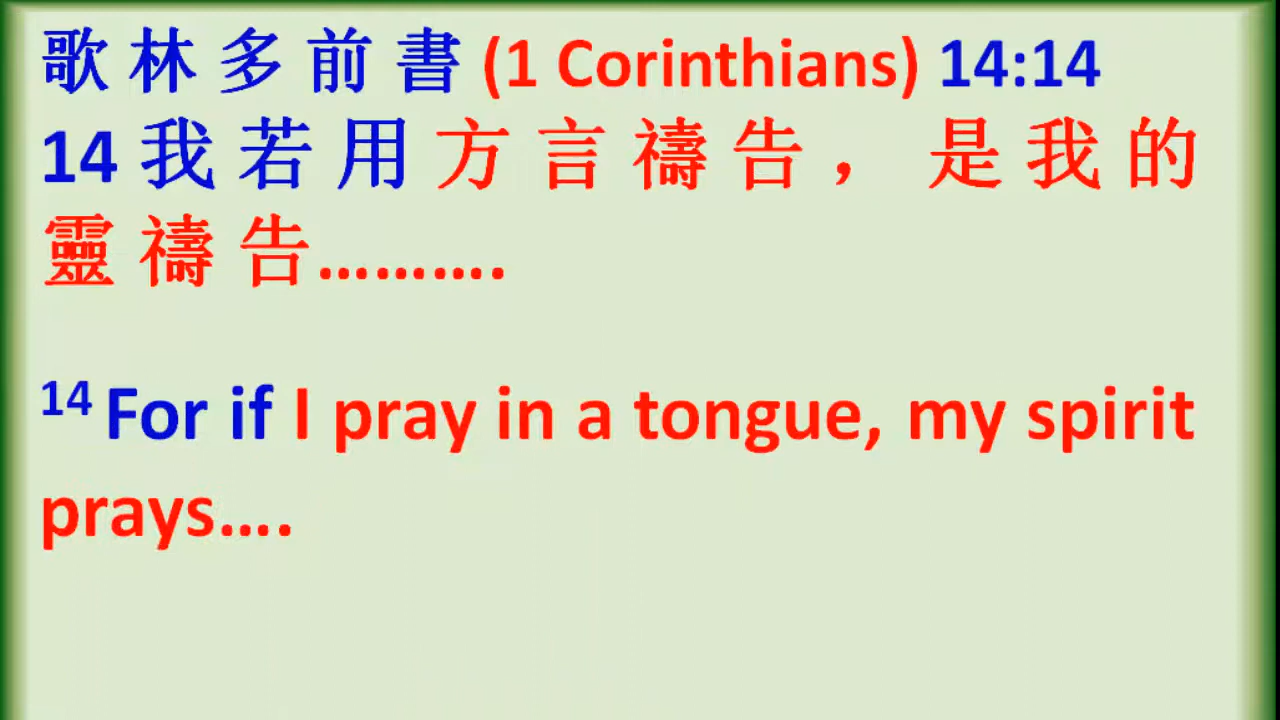 歌林多前書 (1 Corinthians) 14:14
14 我若用方言禱告，是我的
靈禱告……….
14 For if I pray in a tongue, my spirit
prays….